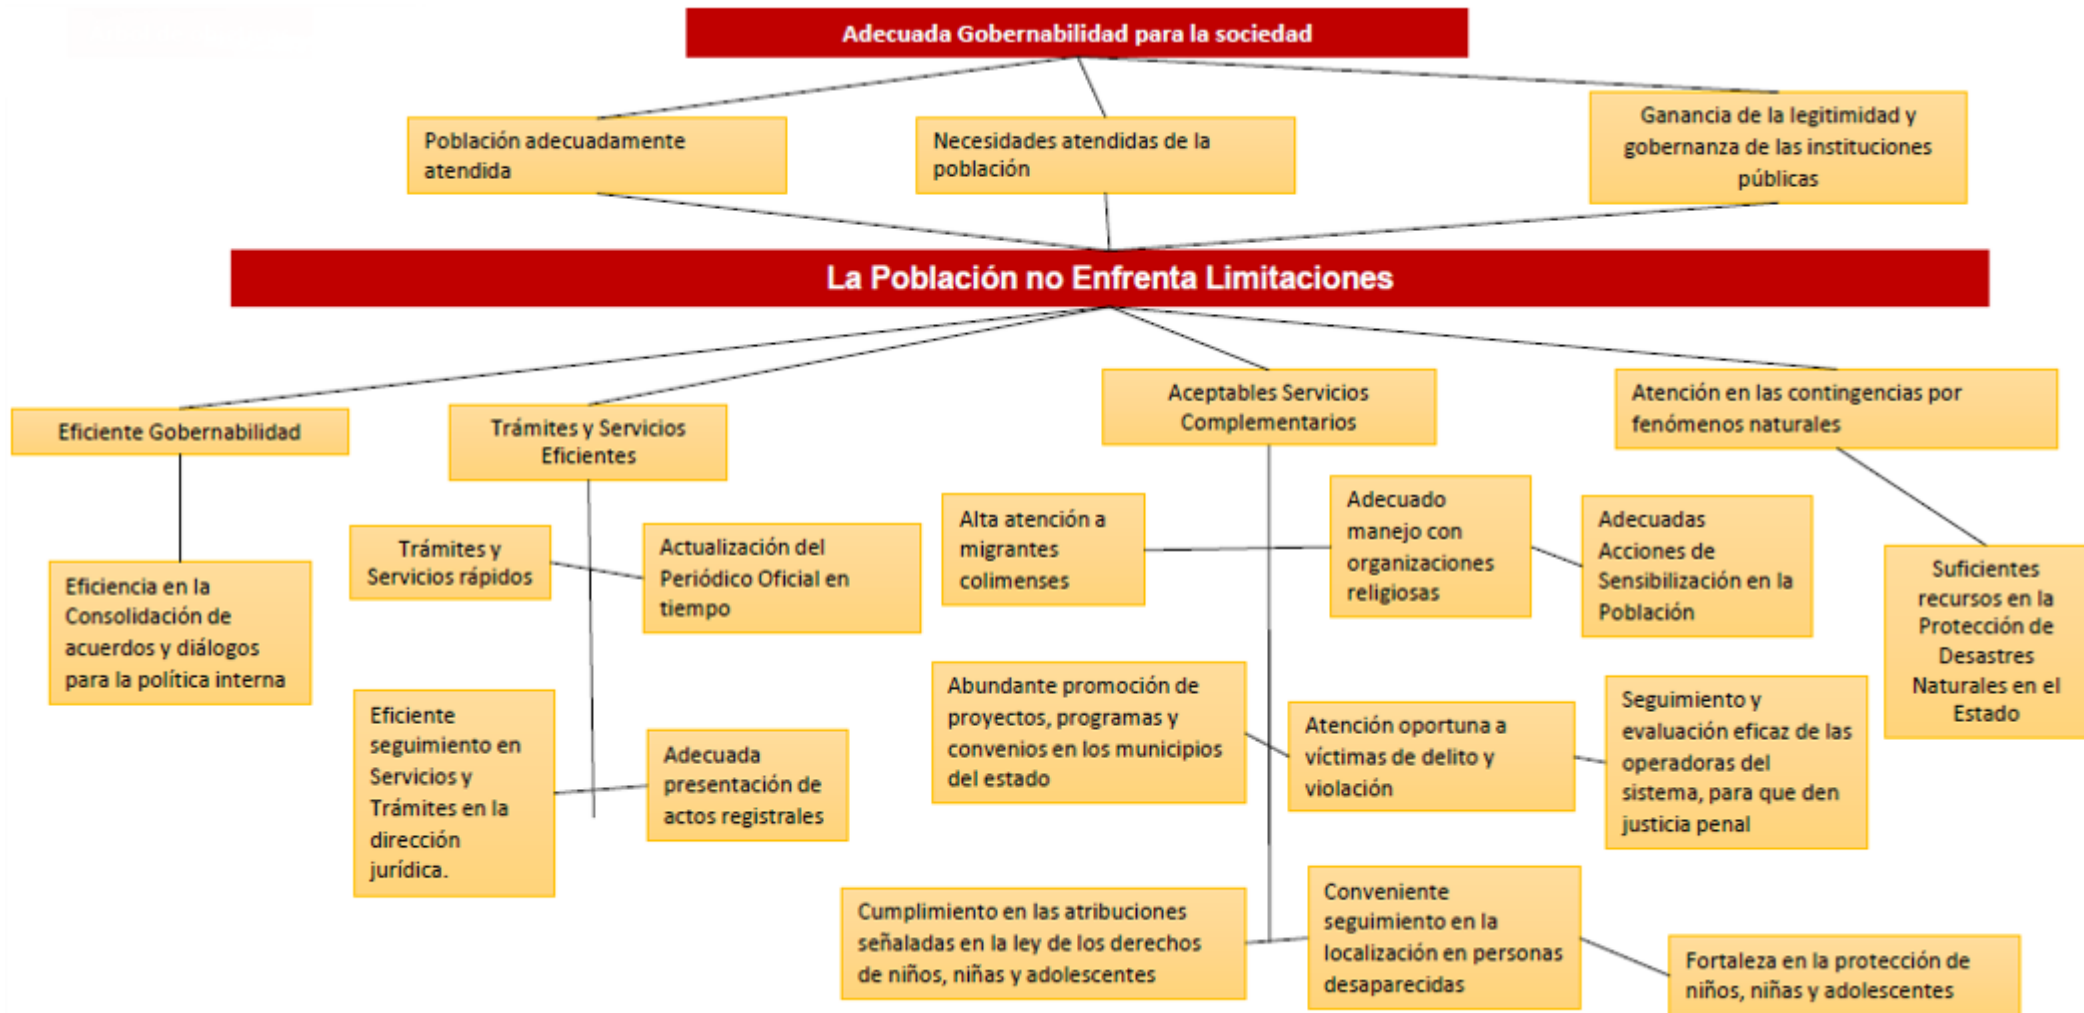 Adecuada Gobernabilidad para la sociedad
Población adecuadamente
atendida
Necesidades atendidas de la
población
Ganancia de la legitimidad y
gobernanza de las instituciones
públicas
La Población no Enfrenta Limitaciones
Eficiente Gobernabilidad
Trámites y Servicios
Eficientes
Aceptables Servicios
Complementarios
Atención en las contingencias por
fenómenos naturales
Eficiencia en la
Consolidación de
acuerdos y diálogos
para la política interna
Trámites y
Servicios rápidos
Actualización del
Periódico Oficial en
tiempo
Eficiente
seguimiento en
Servicios y
Trámites en la
dirección
jurídica.
Adecuada
presentación de
actos registrales
Alta atención a
migrantes
colimenses
Adecuado
manejo con
organizaciones
religiosas
Adecuadas
Acciones de
Sensibilización en la
Población
Suficientes
recursos en la
Protección de
Desastres
Naturales en el
Estado
Abundante promoción de
proyectos, programas y
convenios en los municipios
del estado
Atención oportuna a
víctimas de delito y
violación
Seguimiento y
evaluación eficaz de las
operadoras del
sistema, para que den
justicia penal
Cumplimiento en las atribuciones
señaladas en la ley de los derechos
de niños, niñas y adolescentes
Conveniente
seguimiento en la
localización en personas
desaparecidas
Fortaleza en la protección de
niños, niñas y adolescentes